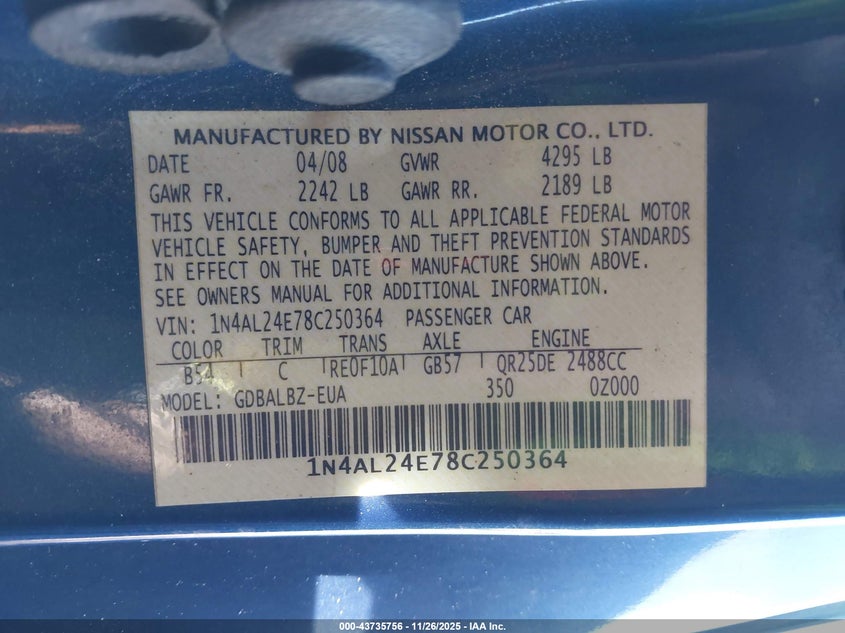 MANUFACTURED BY NISSAN MOTOR CO., LTD.
DATE 04/08 GVWR 4295 LB
GAWR FR. 2242 LB GAWR RR. 2189 LB
THIS VEHICLE CONFORMS TO ALL APPLICABLE FEDERAL MOTOR
VEHICLE SAFETY, BUMPER AND THEFT PREVENTION STANDARDS
IN EFFECT ON THE DATE OF MANUFACTURE SHOWN ABOVE.
SEE OWNERS MANUAL FOR ADDITIONAL INFORMATION.
VIN: 1N4AL24E78C250364 PASSENGER CAR
COLOR TRIM TRANS AXLE ENGINE
B54 C RE0F10A GB57 QR25DE 2488CC
MODEL: GDBALBZ-EUA 350 0Z000
1N4AL24E78C250364
000-43735756 | 11/26/2025 - IAA Inc.